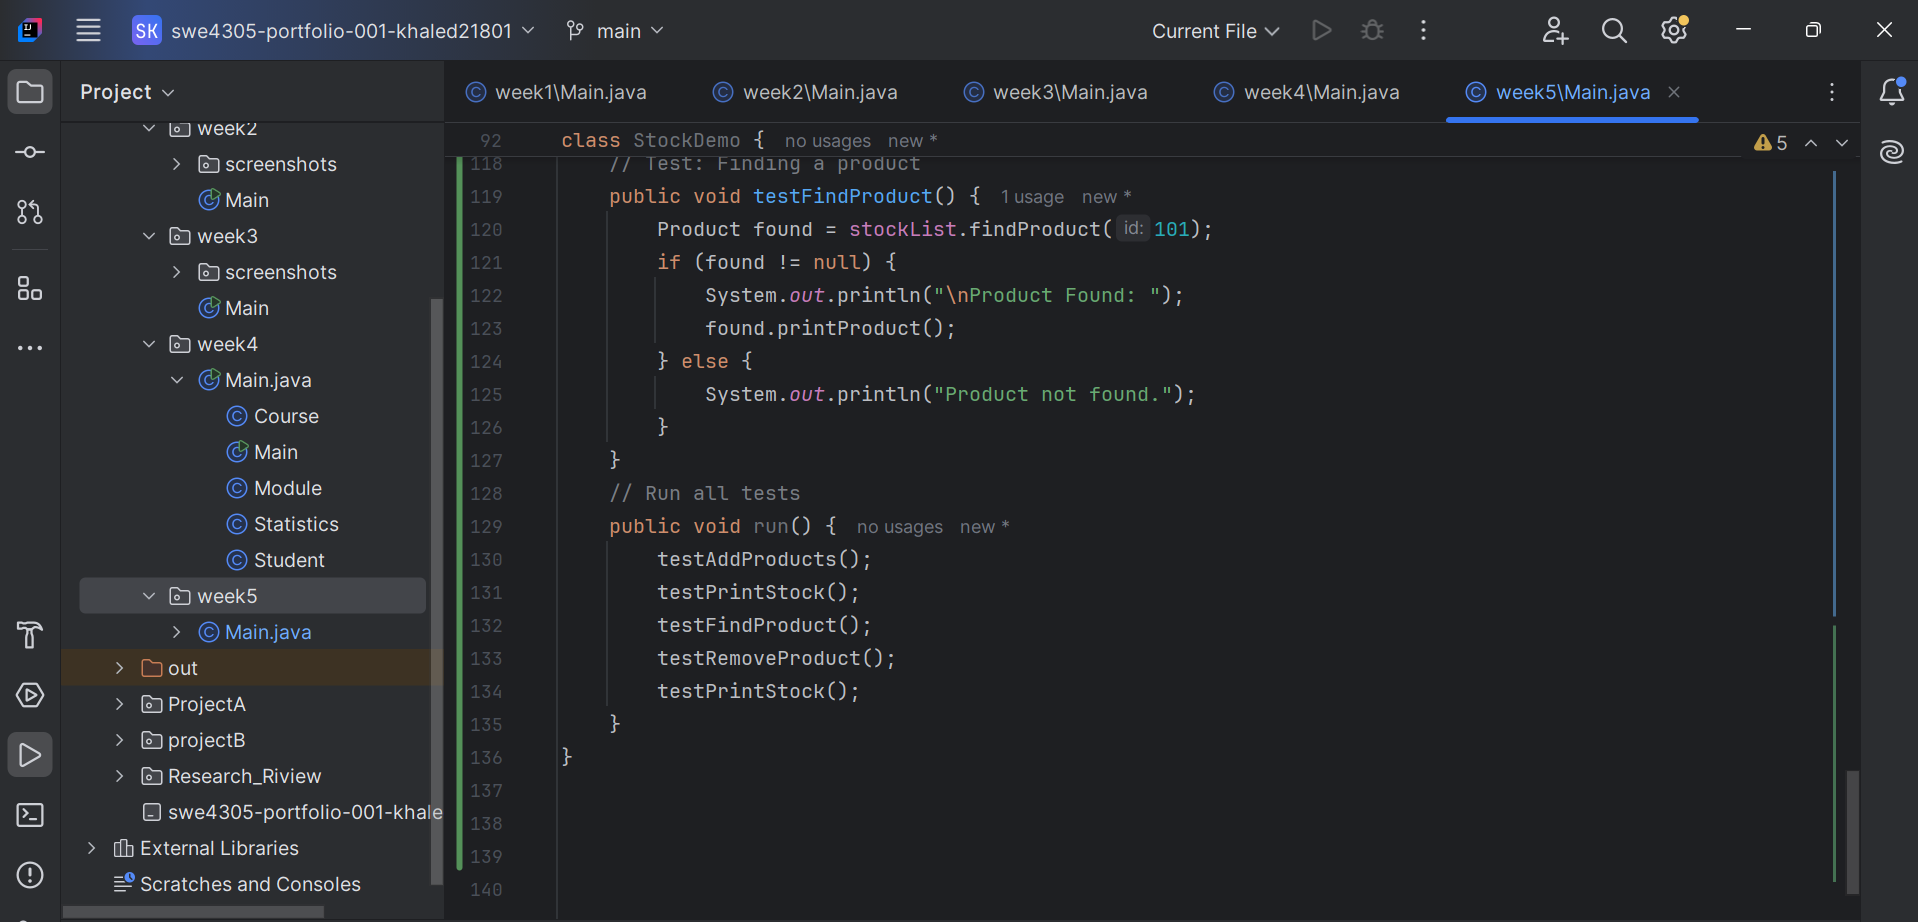 SK swe4305-portfolio-001-khaled21801 main Current File
Project
week2
screenshots
Main
week3
screenshots
Main
week4
Main.java
Course
Main
Module
Statistics
Student
week5
Main.java
out
ProjectA
projectB
Research_Riview
swe4305-portfolio-001-khale
External Libraries
Scratches and Consoles
week1\Main.java week2\Main.java week3\Main.java week4\Main.java week5\Main.java
92 class StockDemo { no usages new * 5
118 // Test: Finding a product
119 public void testFindProduct() { 1 usage new *
120 Product found = stockList.findProduct( id: 101);
121 if (found != null) {
122 System.out.println("\nProduct Found: ");
123 found.printProduct();
124 } else {
125 System.out.println("Product not found.");
126 }
127 }
128 // Run all tests
129 public void run() { no usages new *
130 testAddProducts();
131 testPrintStock();
132 testFindProduct();
133 testRemoveProduct();
134 testPrintStock();
135 }
136 }
137
138
139
140